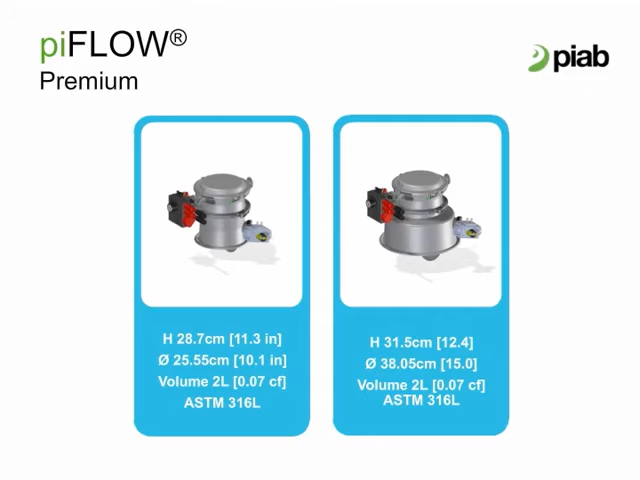 piFLOW®
Premium
piab
H 28.7cm [11.3 in]
Ø 25.55cm [10.1 in]
Volume 2L [0.07 cf]
ASTM 316L
H 31.5cm [12.4]
Ø 38.05cm [15.0]
Volume 2L [0.07 cf]
ASTM 316L